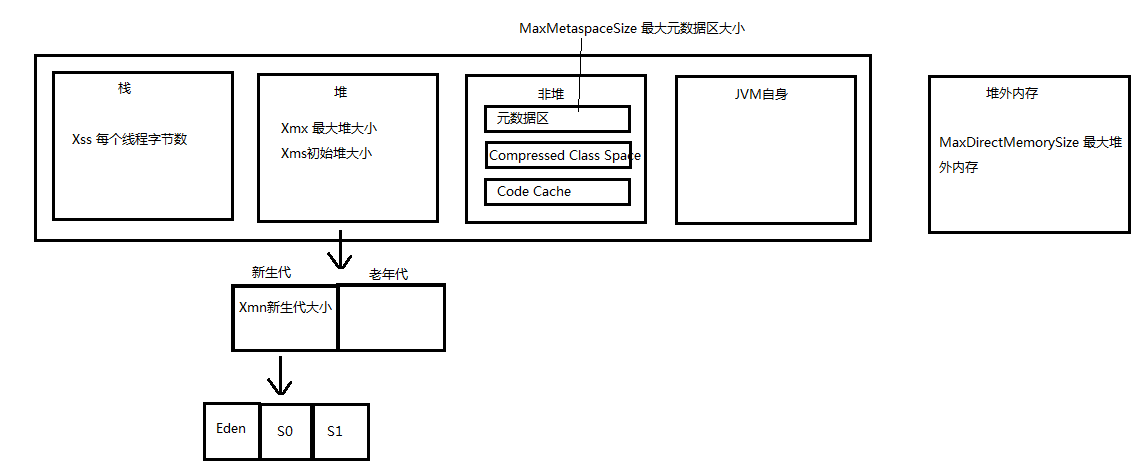 MaxMetaspaceSize 最大元数据区大小
栈
Xss 每个线程字节数
堆
Xmx 最大堆大小
Xms初始堆大小
非堆
元数据区
Compressed Class Space
Code Cache
JVM自身
堆外内存
MaxDirectMemorySize 最大堆
外内存
新生代
老年代
Xmn新生代大小
Eden
S0
S1